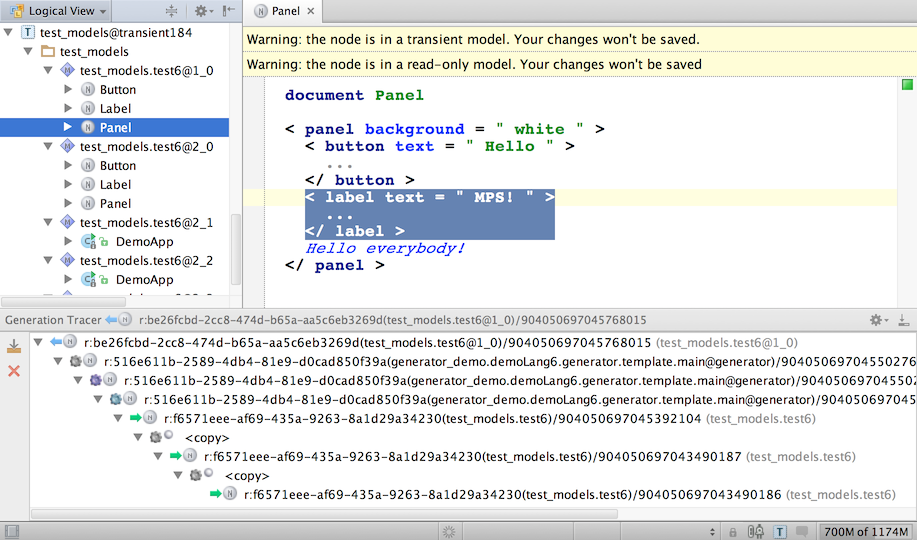 Logical View
Panel
T test_models@transient184
test_models
test_models.test6@1_0
N Button
N Label
N Panel
test_models.test6@2_0
N Button
N Label
N Panel
test_models.test6@2_1
C DemoApp
test_models.test6@2_2
C DemoApp
Warning: the node is in a transient model. Your changes won't be saved.
Warning: the node is in a read-only model. Your changes won't be saved
document Panel
< panel background = " white " >
< button text = " Hello " >
...
</ button >
< label text = " MPS! " >
...
</ label >
Hello everybody!
</ panel >
Generation Tracer N r:be26fcbd-2cc8-474d-b65a-aa5c6eb3269d(test_models.test6@1_0)/904050697045768015
N r:be26fcbd-2cc8-474d-b65a-aa5c6eb3269d(test_models.test6@1_0)/904050697045768015 (test_models.test6@1_0)
N r:516e611b-2589-4db4-81e9-d0cad850f39a(generator_demo.demoLang6.generator.template.main@generator)/90405069704550276
N r:516e611b-2589-4db4-81e9-d0cad850f39a(generator_demo.demoLang6.generator.template.main@generator)/904050697045502
N r:516e611b-2589-4db4-81e9-d0cad850f39a(generator_demo.demoLang6.generator.template.main@generator)/904050697045
N r:f6571eee-af69-435a-9263-8a1d29a34230(test_models.test6)/904050697045392104 (test_models.test6)
<copy>
N r:f6571eee-af69-435a-9263-8a1d29a34230(test_models.test6)/904050697043490187 (test_models.test6)
<copy>
N r:f6571eee-af69-435a-9263-8a1d29a34230(test_models.test6)/904050697043490186 (test_models.test6)
T 700M of 1174M